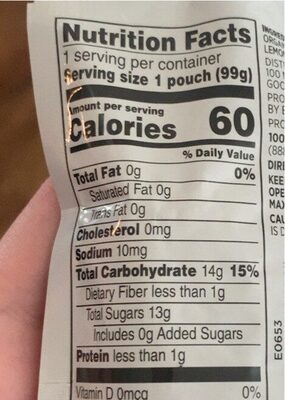 Nutrition Facts
1 serving per container
Serving size 1 pouch (99g)
Amount per serving
Calories 60
% Daily Value
Total Fat 0g 0%
Saturated Fat 0g
Trans Fat 0g
Cholesterol 0mg
Sodium 10mg
Total Carbohydrate 14g 15%
Dietary Fiber less than 1g
Total Sugars 13g
Includes 0g Added Sugars
Protein less than 1g
Vitamin D 0mcg 0%
E0653